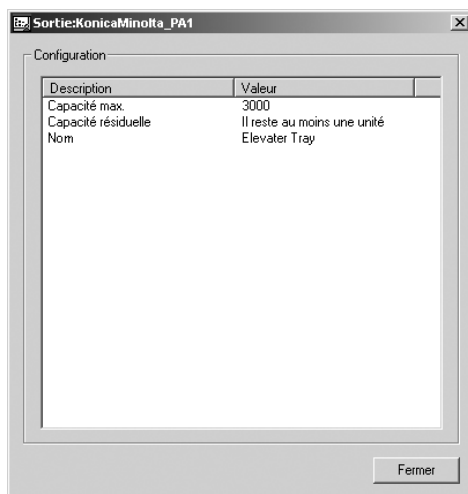 Sortie:KonicaMinolta_PA1
Configuration
Description Valeur
Capacité max. 3000
Capacité résiduelle Il reste au moins une unité
Nom Elevater Tray
Fermer